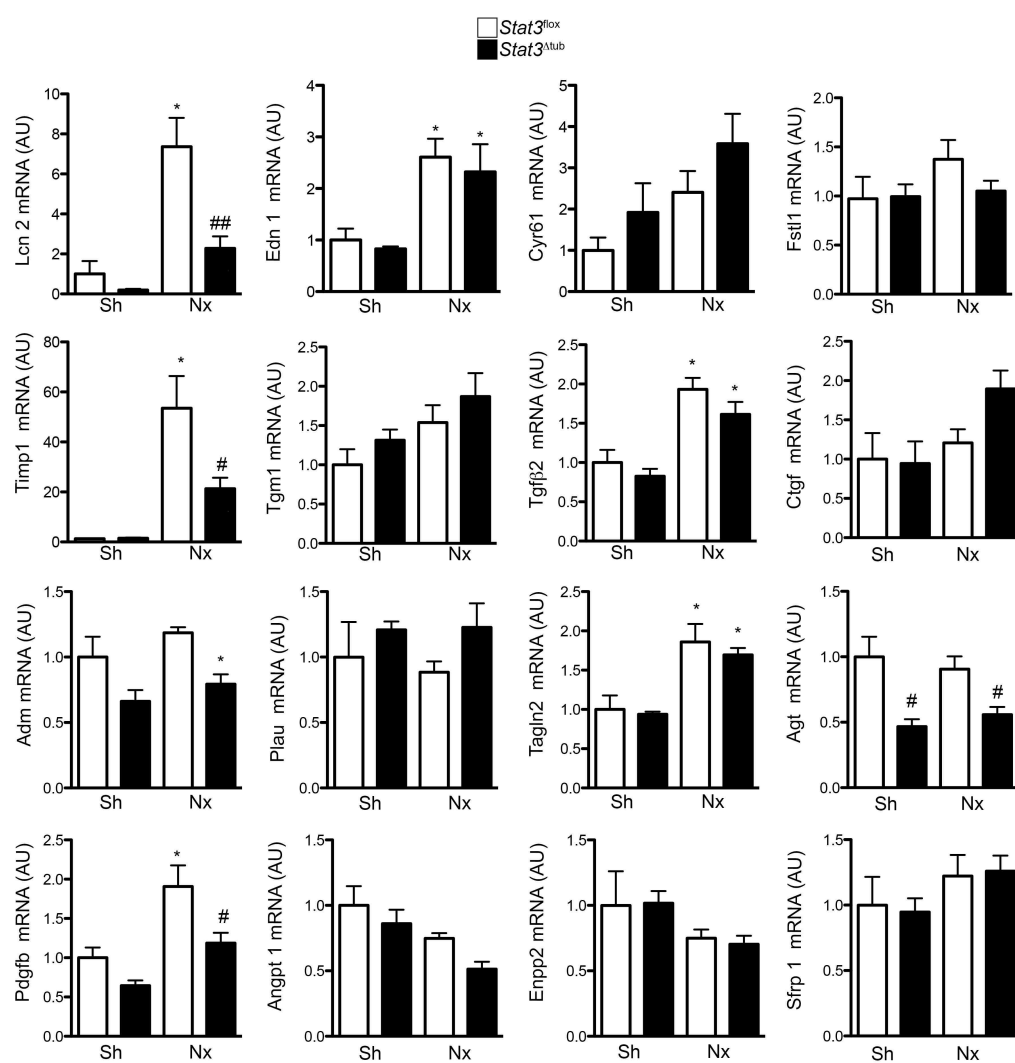 Stat3flox
Stat3Δtub
Lcn 2 mRNA (AU)
10
8
6
4
2
0
*
##
Sh Nx
Edn 1 mRNA (AU)
4
3
2
1
0
* *
Sh Nx
Cyr61 mRNA (AU)
5
4
3
2
1
0
Sh Nx
Fstl1 mRNA (AU)
2.0
1.5
1.0
0.5
0.0
Sh Nx
Timp1 mRNA (AU)
80
60
40
20
0
*
#
Sh Nx
Tgm1 mRNA (AU)
2.5
2.0
1.5
1.0
0.5
0.0
Sh Nx
Tgfβ2 mRNA (AU)
2.5
2.0
1.5
1.0
0.5
0.0
* *
Sh Nx
Ctgf mRNA (AU)
2.5
2.0
1.5
1.0
0.5
0.0
Sh Nx
Adm mRNA (AU)
1.5
1.0
0.5
0.0
*
Sh Nx
Plau mRNA (AU)
1.5
1.0
0.5
0.0
Sh Nx
Tagln2 mRNA (AU)
2.5
2.0
1.5
1.0
0.5
0.0
* *
Sh Nx
Agt mRNA (AU)
1.5
1.0
0.5
0.0
# #
Sh Nx
Pdgfb mRNA (AU)
2.5
2.0
1.5
1.0
0.5
0.0
*
#
Sh Nx
Angpt 1 mRNA (AU)
1.5
1.0
0.5
0.0
Sh Nx
Enpp2 mRNA (AU)
1.5
1.0
0.5
0.0
Sh Nx
Sfrp 1 mRNA (AU)
1.5
1.0
0.5
0.0
Sh Nx